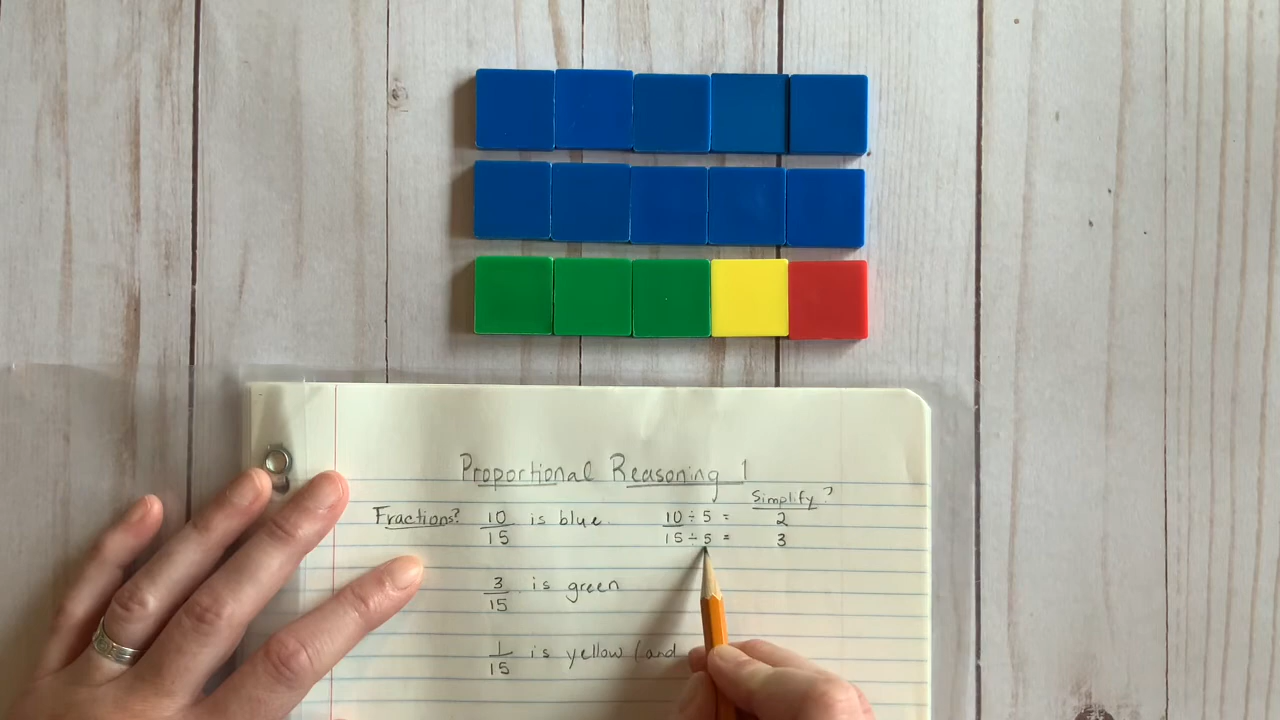 Proportional Reasoning 1
Simplify?
Fractions? 10/15 is blue. 10 ÷ 5 = 2
15 ÷ 5 = 3
3/15 is green
1/15 is yellow (and